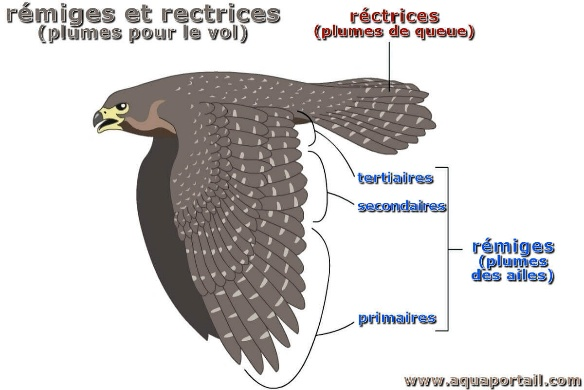 rémiges et rectrices
(plumes pour le vol)
réctrices
(plumes de queue)
tertiaires
secondaires
rémiges
(plumes
des ailes)
primaires
www.aquaportail.com